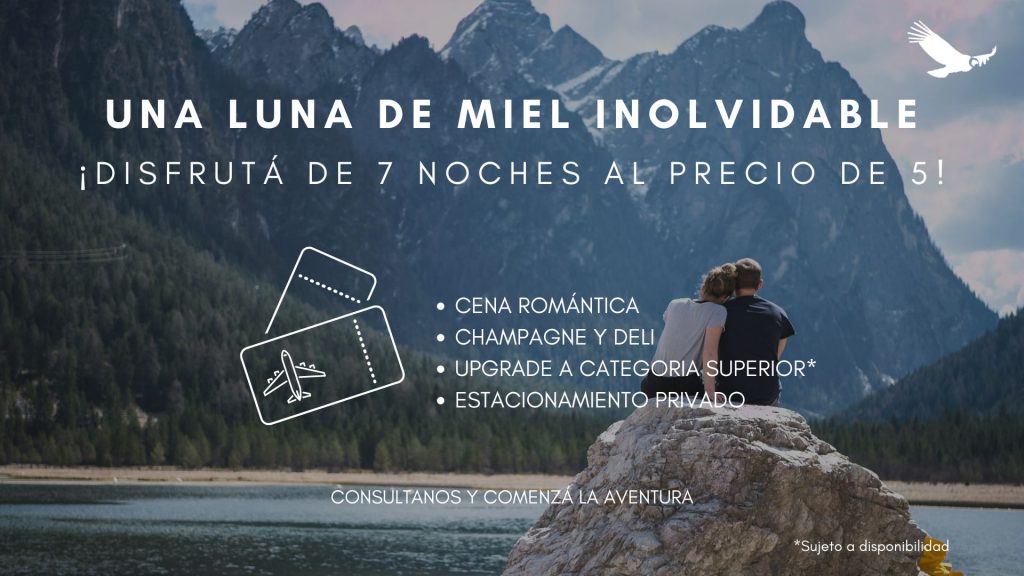 UNA LUNA DE MIEL INOLVIDABLE
¡DISFRUTÁ DE 7 NOCHES AL PRECIO DE 5!
• CENA ROMÁNTICA
• CHAMPAGNE Y DELI
• UPGRADE A CATEGORIA SUPERIOR*
• ESTACIONAMIENTO PRIVADO
CONSULTANOS Y COMENZÁ LA AVENTURA
*Sujeto a disponibilidad